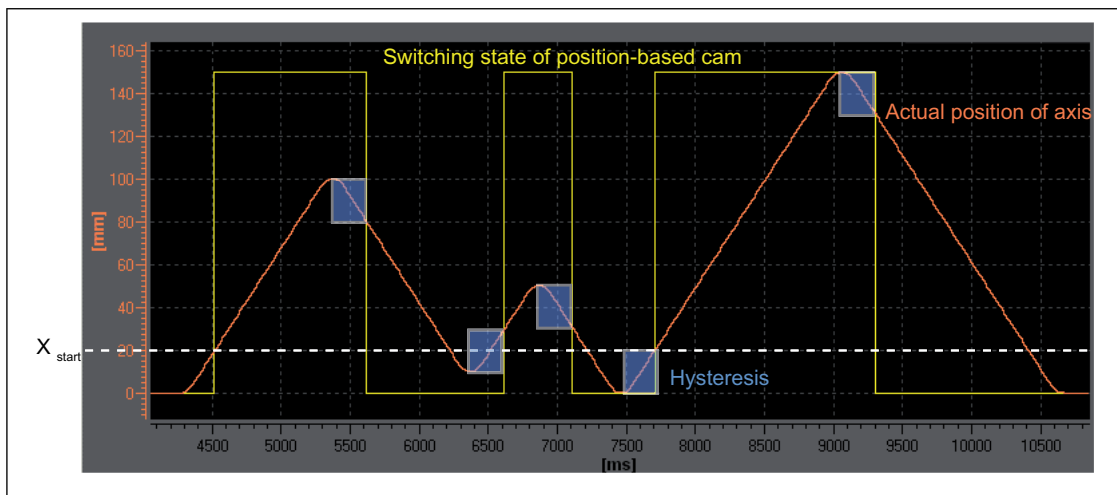 Switching state of position-based cam
160
140
120
100
80
60
40
20
0
[mm]
Actual position of axis
X start
Hysteresis
4500 5000 5500 6000 6500 7000 7500 8000 8500 9000 9500 10000 10500
[ms]